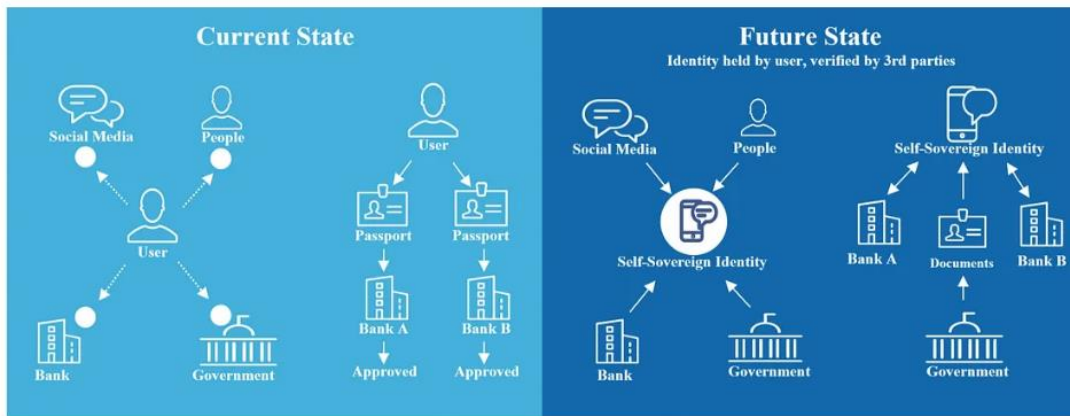 Current State
Social Media
People
User
Bank
Government
User
Passport
Passport
Bank A
Bank B
Approved
Approved
Future State
Identity held by user, verified by 3rd parties
Social Media
People
Self-Sovereign Identity
Bank
Government
Self-Sovereign Identity
Bank A
Documents
Bank B
Government